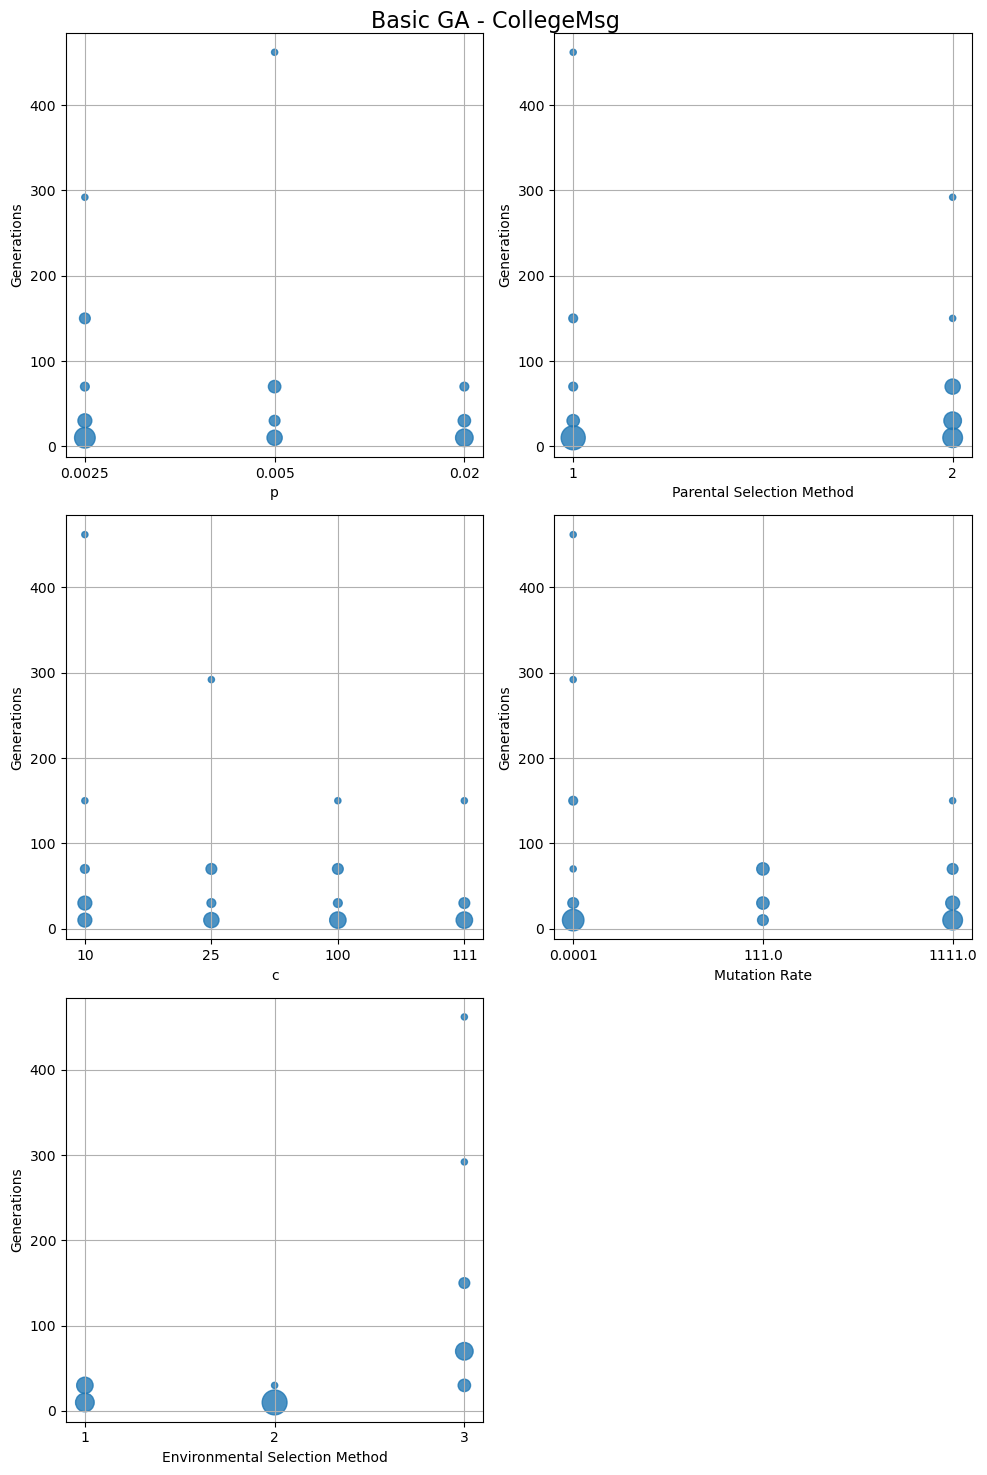 Basic GA - CollegeMsg
Generations
400
300
200
100
0
0.0025 0.005 0.02
p
Generations
400
300
200
100
0
1 2
Parental Selection Method
Generations
400
300
200
100
0
10 25 100 111
c
Generations
400
300
200
100
0
0.0001 111.0 1111.0
Mutation Rate
Generations
400
300
200
100
0
1 2 3
Environmental Selection Method